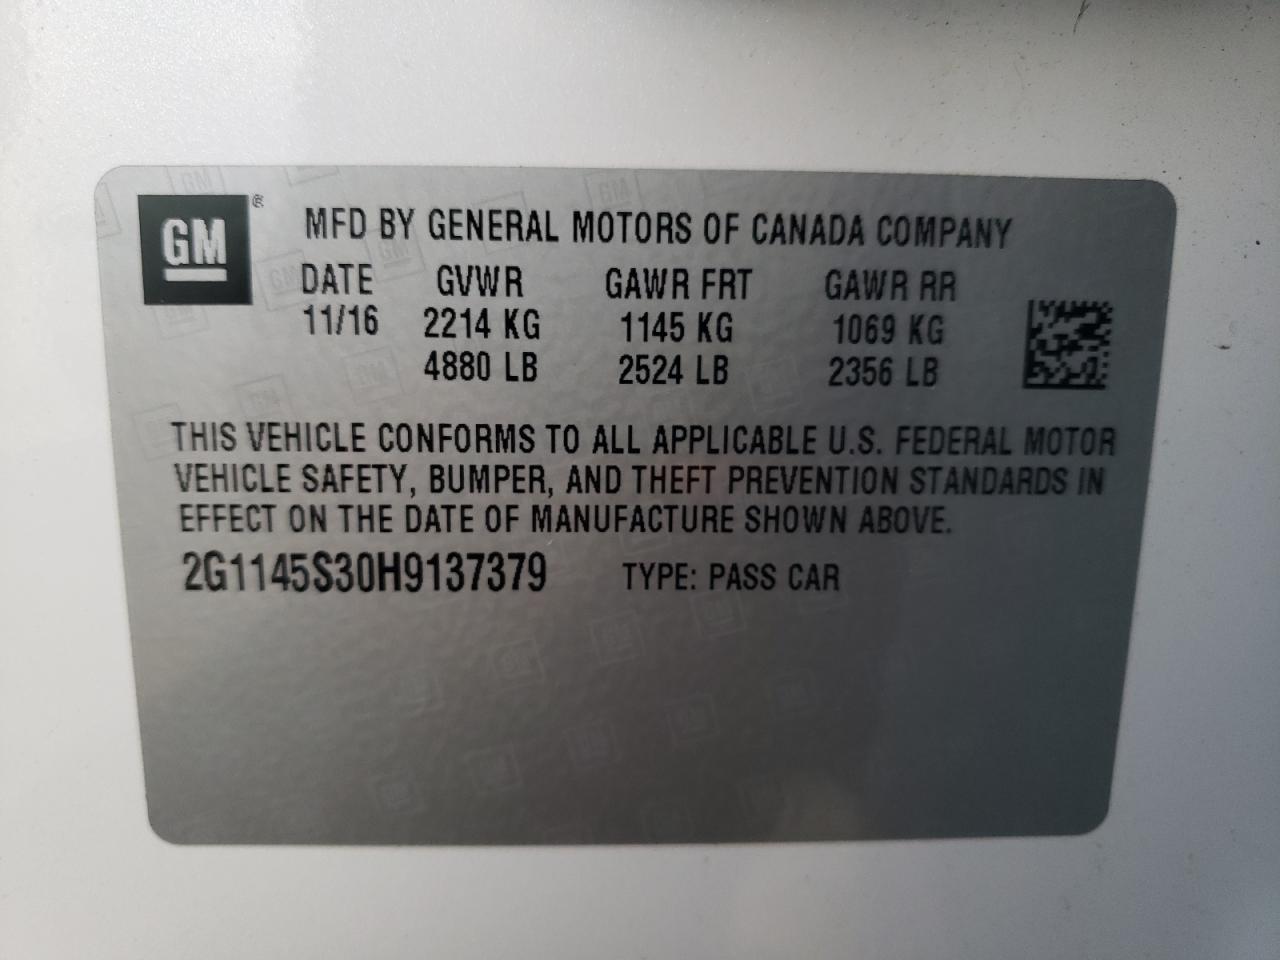 GM ®
MFD BY GENERAL MOTORS OF CANADA COMPANY
DATE GVWR GAWR FRT GAWR RR
11/16 2214 KG 1145 KG 1069 KG
4880 LB 2524 LB 2356 LB
THIS VEHICLE CONFORMS TO ALL APPLICABLE U.S. FEDERAL MOTOR
VEHICLE SAFETY, BUMPER, AND THEFT PREVENTION STANDARDS IN
EFFECT ON THE DATE OF MANUFACTURE SHOWN ABOVE.
2G1145S30H9137379 TYPE: PASS CAR